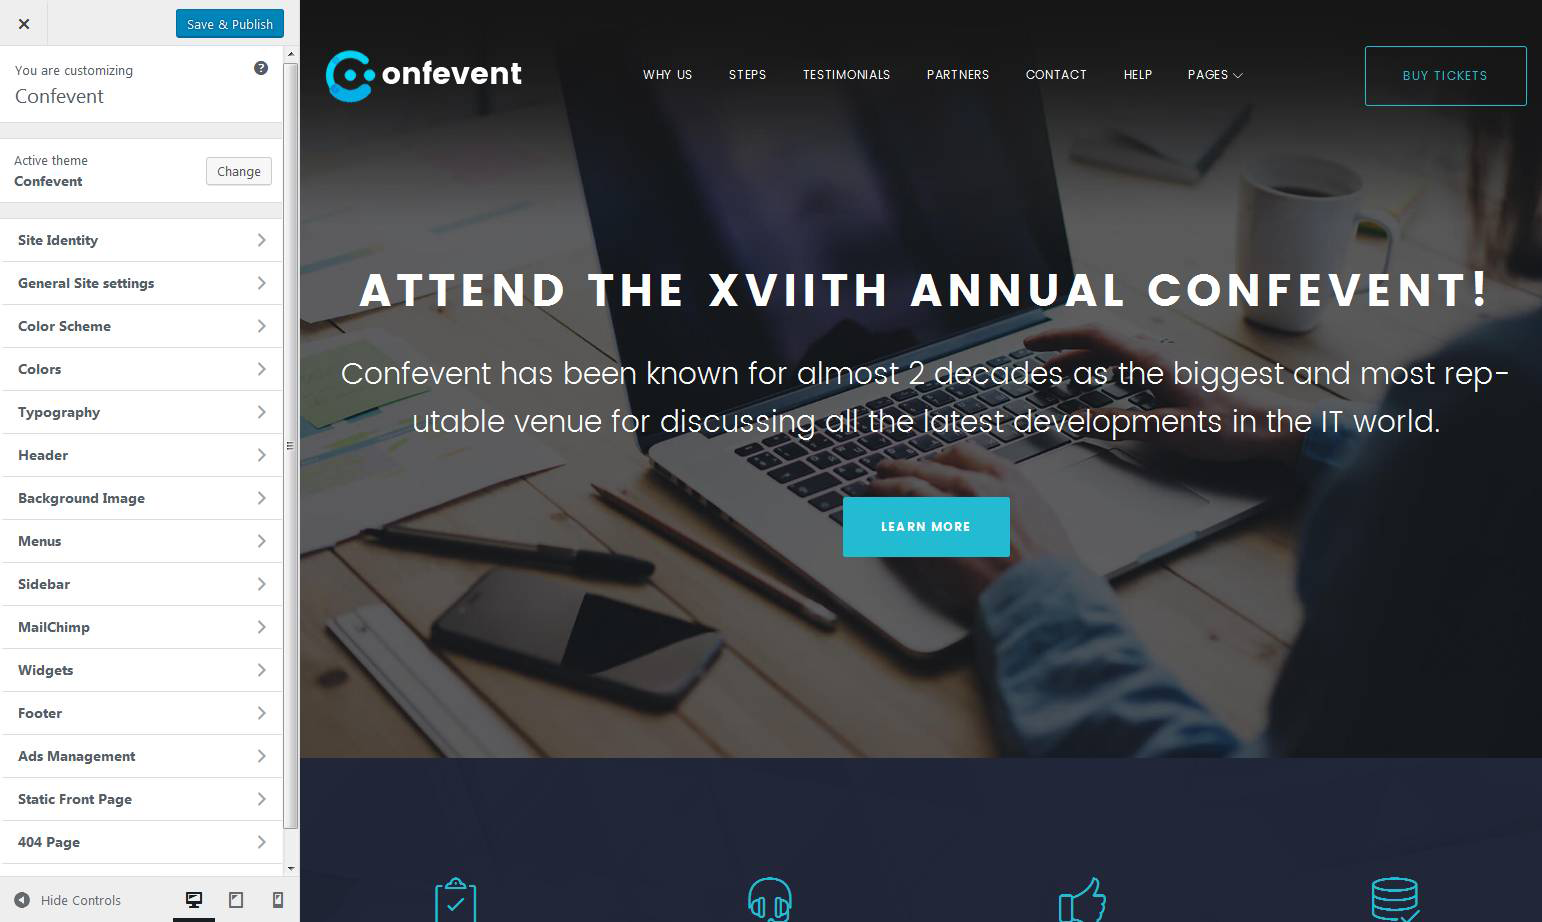 Save & Publish
You are customizing
Confevent
Active theme
Confevent
Change
Site Identity
General Site settings
Color Scheme
Colors
Typography
Header
Background Image
Menus
Sidebar
MailChimp
Widgets
Footer
Ads Management
Static Front Page
404 Page
Hide Controls
onfevent
WHY US STEPS TESTIMONIALS PARTNERS CONTACT HELP PAGES
BUY TICKETS
ATTEND THE XVIITH ANNUAL CONFEVENT!
Confevent has been known for almost 2 decades as the biggest and most rep-
utable venue for discussing all the latest developments in the IT world.
LEARN MORE